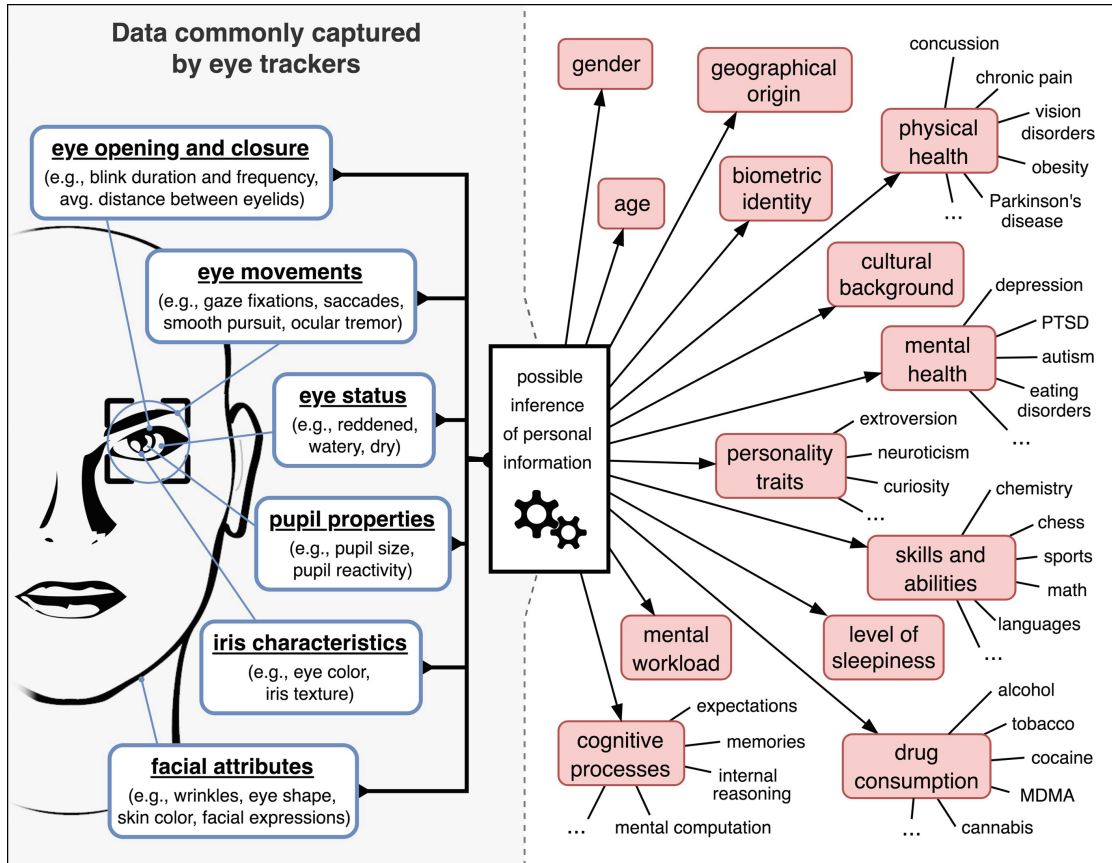 Data commonly captured
by eye trackers
eye opening and closure
(e.g., blink duration and frequency,
avg. distance between eyelids)
eye movements
(e.g., gaze fixations, saccades,
smooth pursuit, ocular tremor)
eye status
(e.g., reddened,
watery, dry)
pupil properties
(e.g., pupil size,
pupil reactivity)
iris characteristics
(e.g., eye color,
iris texture)
facial attributes
(e.g., wrinkles, eye shape,
skin color, facial expressions)
possible
inference
of personal
information
gender
geographical
origin
age
biometric
identity
physical
health
concussion
chronic pain
vision
disorders
obesity
Parkinson's
disease
...
cultural
background
mental
health
depression
PTSD
autism
eating
disorders
...
personality
traits
extroversion
neuroticism
curiosity
...
skills and
abilities
chemistry
chess
sports
math
languages
...
mental
workload
level of
sleepiness
cognitive
processes
expectations
memories
internal
reasoning
mental computation
...
drug
consumption
alcohol
tobacco
cocaine
MDMA
cannabis
...